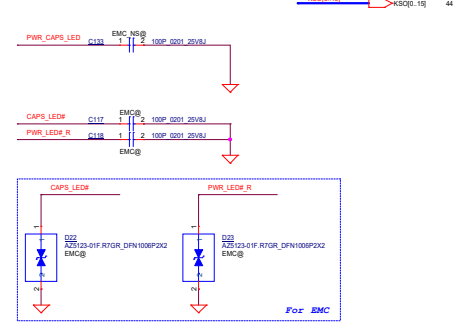 KSO[0..15] 44
EMC_NS@
PWR_CAPS_LED C133 1 2 100P_0201_25V8J
EMC@
CAPS_LED# C117 1 2 100P_0201_25V8J
PWR_LED#_R C118 1 2 100P_0201_25V8J
EMC@
CAPS_LED# PWR_LED#_R
1 1
D22 D23
AZ5123-01F.R7GR_DFN1006P2X2 AZ5123-01F.R7GR_DFN1006P2X2
EMC@ EMC@
2 2
For EMC